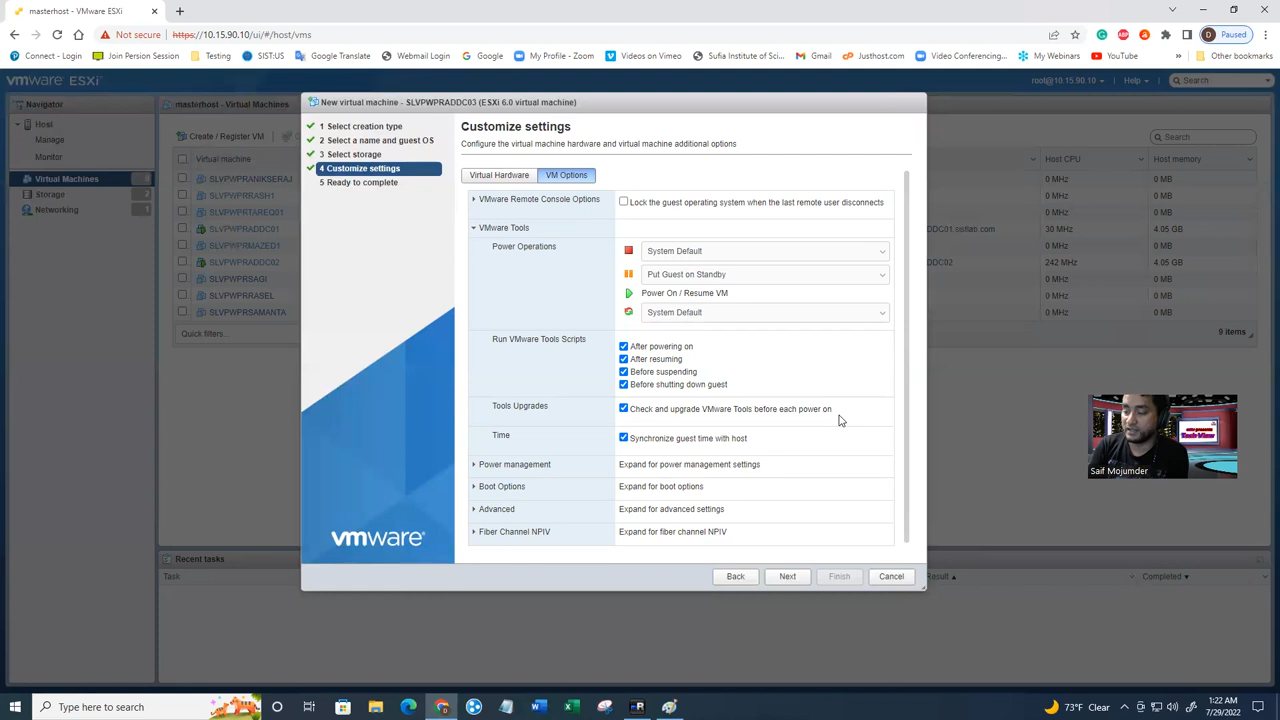 masterhost - VMware ESXi
Not secure | https://10.15.90.10/ui/#/host/vms
Paused
Connect - Login
Join Persion Session
Testing
SIST:US
Google Translate
Webmail Login
Google
My Profile - Zoom
Videos on Vimeo
Sufia Institute of Sci...
Gmail
Justhost.com
Video Conferencing...
My Webinars
YouTube
Other bookmarks
vmware ESXi
root@10.15.90.10
Help
Search
Navigator
masterhost - Virtual Machines
Host
Manage
Monitor
Virtual Machines
9
Storage
2
Networking
1
Create / Register VM
Search
Virtual machine
Host CPU
Host memory
SLVPWPRANIKSERAJ
0 MHz
0 MB
SLVPWPRRASH1
0 MHz
0 MB
SLVPWPRTAREQ01
0 MHz
0 MB
SLVPWPRADDC01
ADDC01.sistlab.com
30 MHz
4.05 GB
SLVPWPRMAZED1
0 MHz
0 MB
SLVPWPRADDC02
DDC02
242 MHz
4.05 GB
SLVPWPRSAGI
0 MHz
0 MB
SLVPWPRRASEL
0 MHz
0 MB
SLVPWPRSAMANTA
0 MHz
0 MB
Quick filters...
9 items
New virtual machine - SLVPWPRADDC03 (ESXi 6.0 virtual machine)
1 Select creation type
2 Select a name and guest OS
3 Select storage
4 Customize settings
5 Ready to complete
vmware
Customize settings
Configure the virtual machine hardware and virtual machine additional options
Virtual Hardware
VM Options
VMware Remote Console Options
Lock the guest operating system when the last remote user disconnects
VMware Tools
Power Operations
System Default
Put Guest on Standby
Power On / Resume VM
System Default
Run VMware Tools Scripts
After powering on
After resuming
Before suspending
Before shutting down guest
Tools Upgrades
Check and upgrade VMware Tools before each power on
Time
Synchronize guest time with host
Power management
Expand for power management settings
Boot Options
Expand for boot options
Advanced
Expand for advanced settings
Fiber Channel NPIV
Expand for fiber channel NPIV
Back
Next
Finish
Cancel
TechView
Saif Mojumder
Recent tasks
Task
Result
Completed
Type here to search
73°F Clear
1:22 AM
7/29/2022